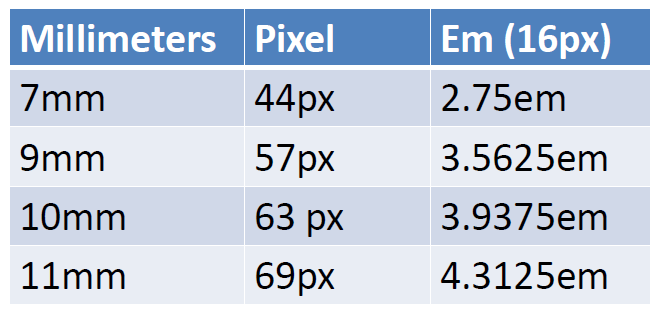 Millimeters Pixel Em (16px)
7mm 44px 2.75em
9mm 57px 3.5625em
10mm 63 px 3.9375em
11mm 69px 4.3125em